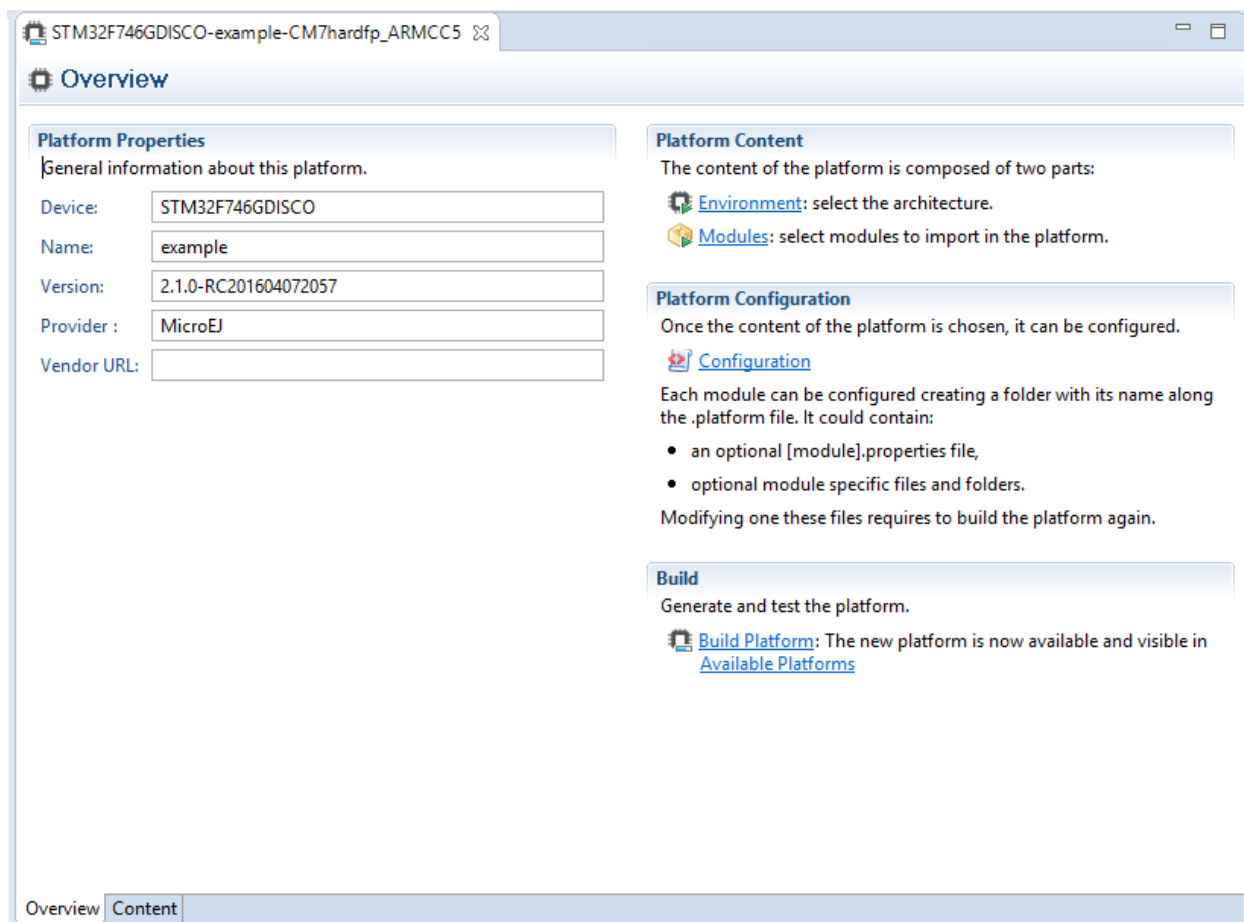 STM32F746GDISCO-example-CM7hardfp_ARMCC5
Overview
Platform Properties
General information about this platform.
Device: STM32F746GDISCO
Name: example
Version: 2.1.0-RC201604072057
Provider : MicroEJ
Vendor URL:
Platform Content
The content of the platform is composed of two parts:
Environment: select the architecture.
Modules: select modules to import in the platform.
Platform Configuration
Once the content of the platform is chosen, it can be configured.
Configuration
Each module can be configured creating a folder with its name along
the .platform file. It could contain:
• an optional [module].properties file,
• optional module specific files and folders.
Modifying one these files requires to build the platform again.
Build
Generate and test the platform.
Build Platform: The new platform is now available and visible in
Available Platforms
Overview Content